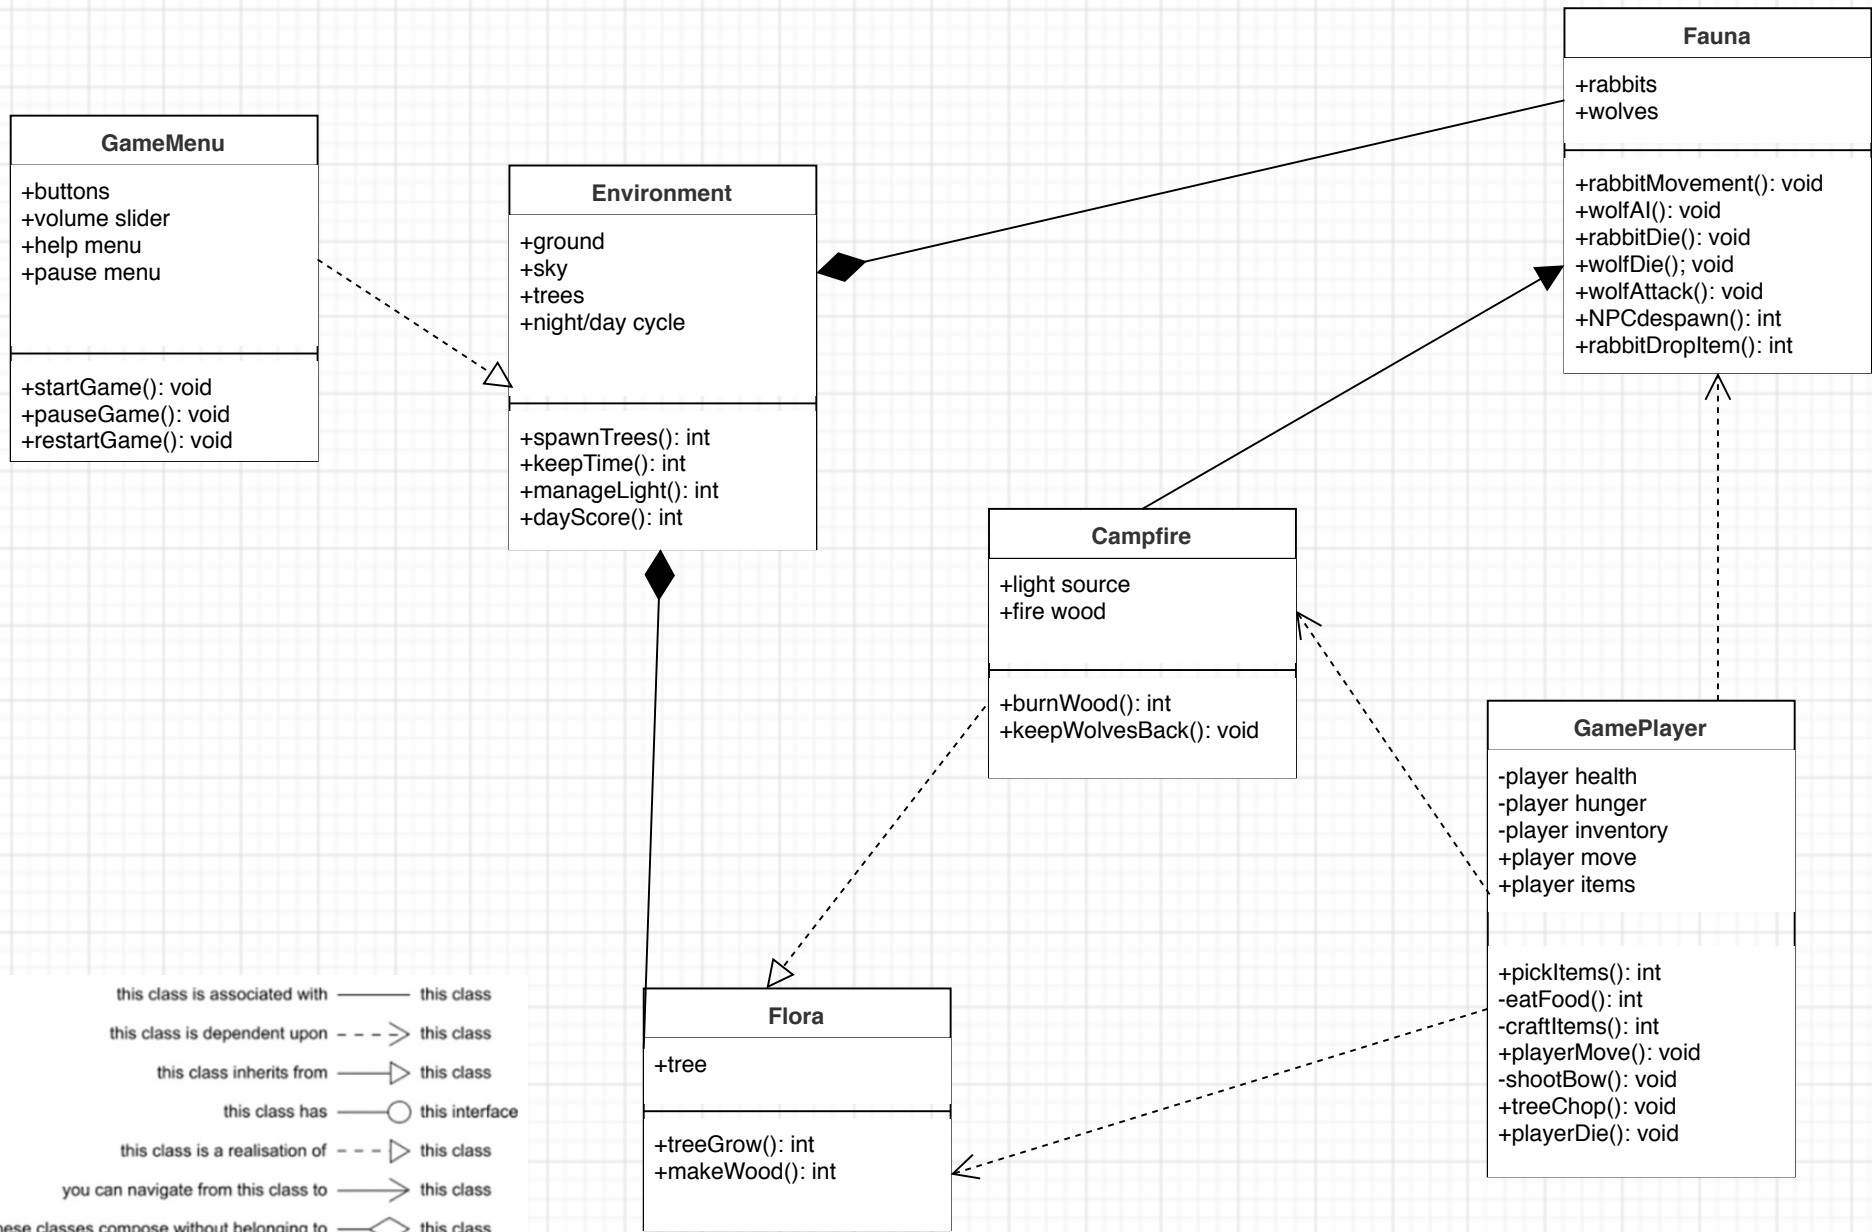 Fauna
+rabbits
+wolves
+rabbitMovement(): void
+wolfAI(): void
+rabbitDie(): void
+wolfDie(); void
+wolfAttack(): void
+NPCdespawn(): int
+rabbitDropItem(): int
GameMenu
+buttons
+volume slider
+help menu
+pause menu
+startGame(): void
+pauseGame(): void
+restartGame(): void
Environment
+ground
+sky
+trees
+night/day cycle
+spawnTrees(): int
+keepTime(): int
+manageLight(): int
+dayScore(): int
Campfire
+light source
+fire wood
+burnWood(): int
+keepWolvesBack(): void
GamePlayer
-player health
-player hunger
-player inventory
+player move
+player items
+pickItems(): int
-eatFood(): int
-craftItems(): int
+playerMove(): void
-shootBow(): void
+treeChop(): void
+playerDie(): void
Flora
+tree
+treeGrow(): int
+makeWood(): int
this class is associated with this class
this class is dependent upon this class
this class inherits from this class
this class has this interface
this class is a realisation of this class
you can navigate from this class to this class
classes compose without belonging to this class